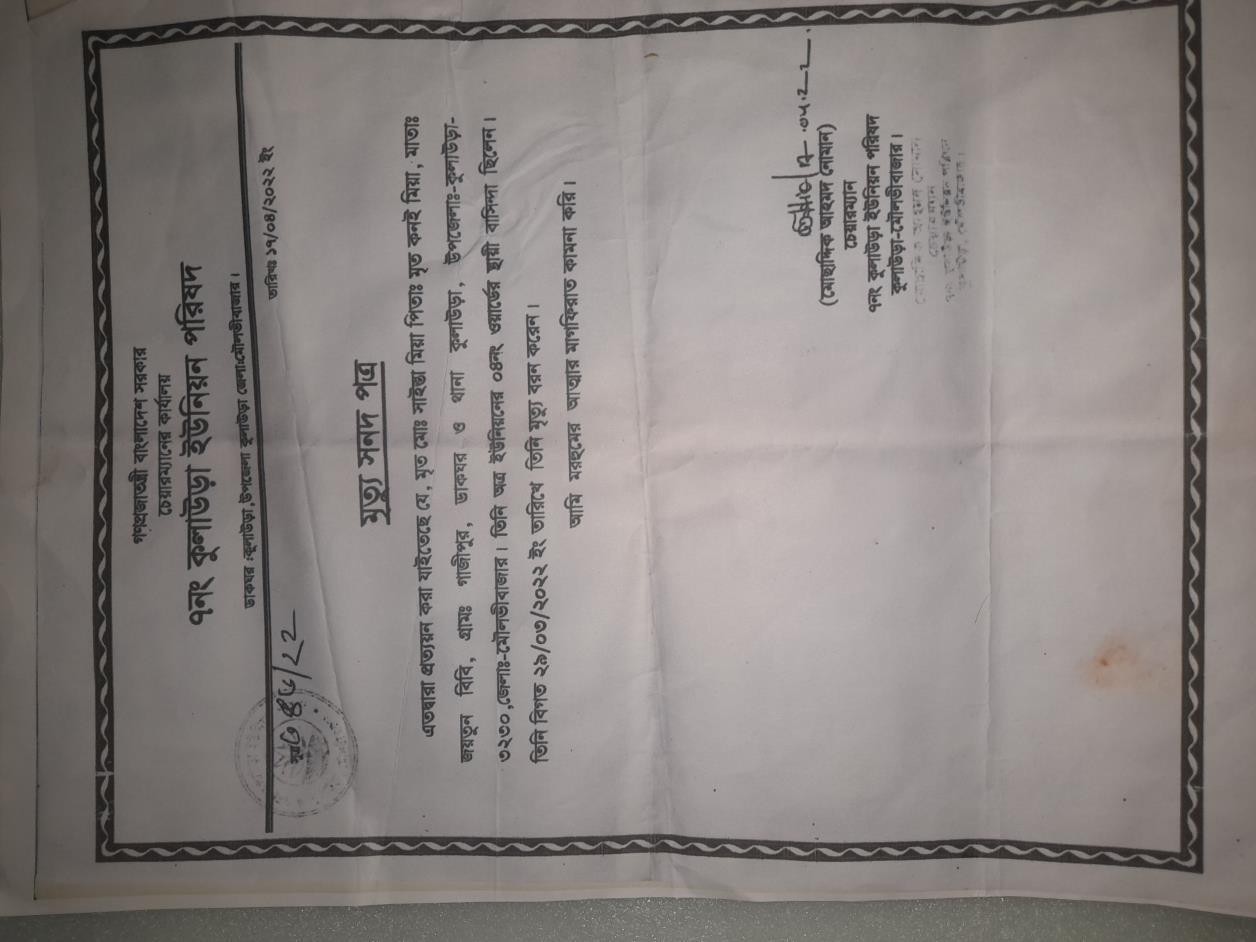 গণপ্রজাতন্ত্রী বাংলাদেশ সরকার
চেয়ারম্যানের কার্যালয়
৭নং কুলাউড়া ইউনিয়ন পরিষদ
ডাকঘর :কুলাউড়া,উপজেলা কুলাউড়া জেলা:মৌলভীবাজার।
তারিখঃ ১৭/০৪/২০২২ ইং
মৃত্যু সনদ পত্র
এতদ্বারা প্রত্যয়ন করা যাইতেছে যে, মৃত মোঃ সাইস্তা মিয়া পিতাঃ মৃত কনই মিয়া, মাতাঃ
জয়তুন বিবি, গ্রামঃ গাজীপুর, ডাকঘর ও থানা কুলাউড়া, উপজেলাঃ-কুলাউড়া-
৩২৩০,জেলাঃ-মৌলভীবাজার। তিনি অত্র ইউনিয়নের ০৪নং ওয়ার্ডের স্থায়ী বাসিন্দা ছিলেন।
তিনি বিগত ২৯/০৩/২০২২ ইং তারিখে তিনি মৃত্যু বরন করেন।
আমি মরহুমের আত্মার মাগফিরাত কামনা করি।
(মোছাদ্দিক আহমদ নোমান)
চেয়ারম্যান
৭নং কুলাউড়া ইউনিয়ন পরিষদ
কুলাউড়া-মৌলভীবাজার।